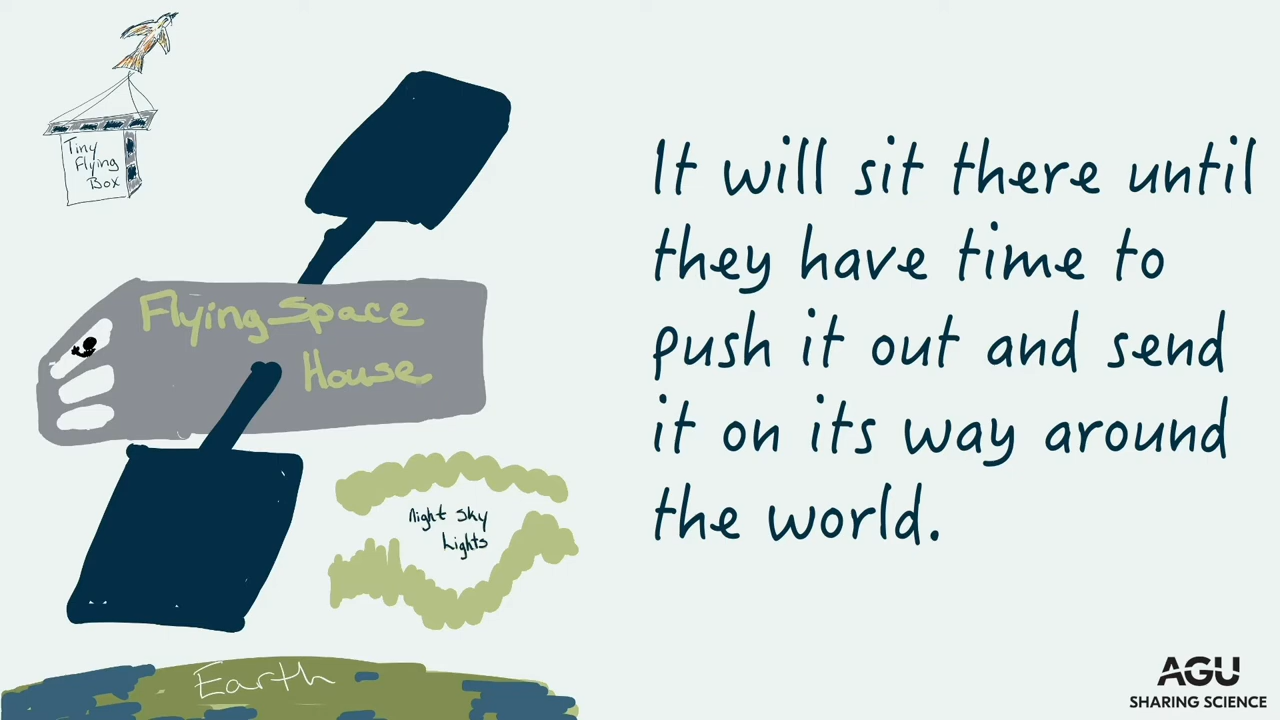 Tiny
Flying
Box
Flying Space
House
Night Sky
Lights
Earth
It will sit there until
they have time to
push it out and send
it on its way around
the world.
AGU
SHARING SCIENCE